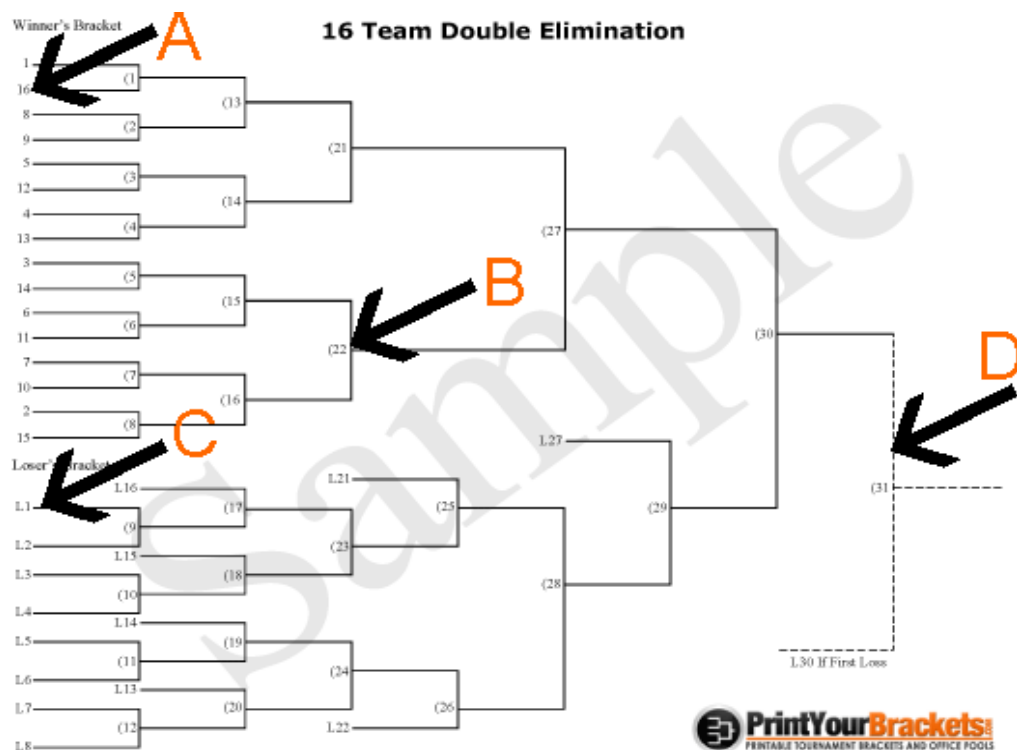 Winner's Bracket
A
16 Team Double Elimination
1
(1
16
(13
8
(2
9
(21
5
(3
12
(14
4
(4
13
(27
3
(5
14
B
(15
6
(6
11
(22
(30
7
(7
10
D
(16
2
(8
15
C
L27
Loser's Bracket
L16
L21
L1
(17
(25
(29
(31
(9
L2
(23
L15
L3
(18
(28
(10
L4
L14
L5
(19
(11
L30 If First Loss
L6
(24
L13
L7
(20
(26
(12
L22
L8
Sample
PrintYourBrackets.com
PRINTABLE TOURNAMENT BRACKETS AND OFFICE POOLS